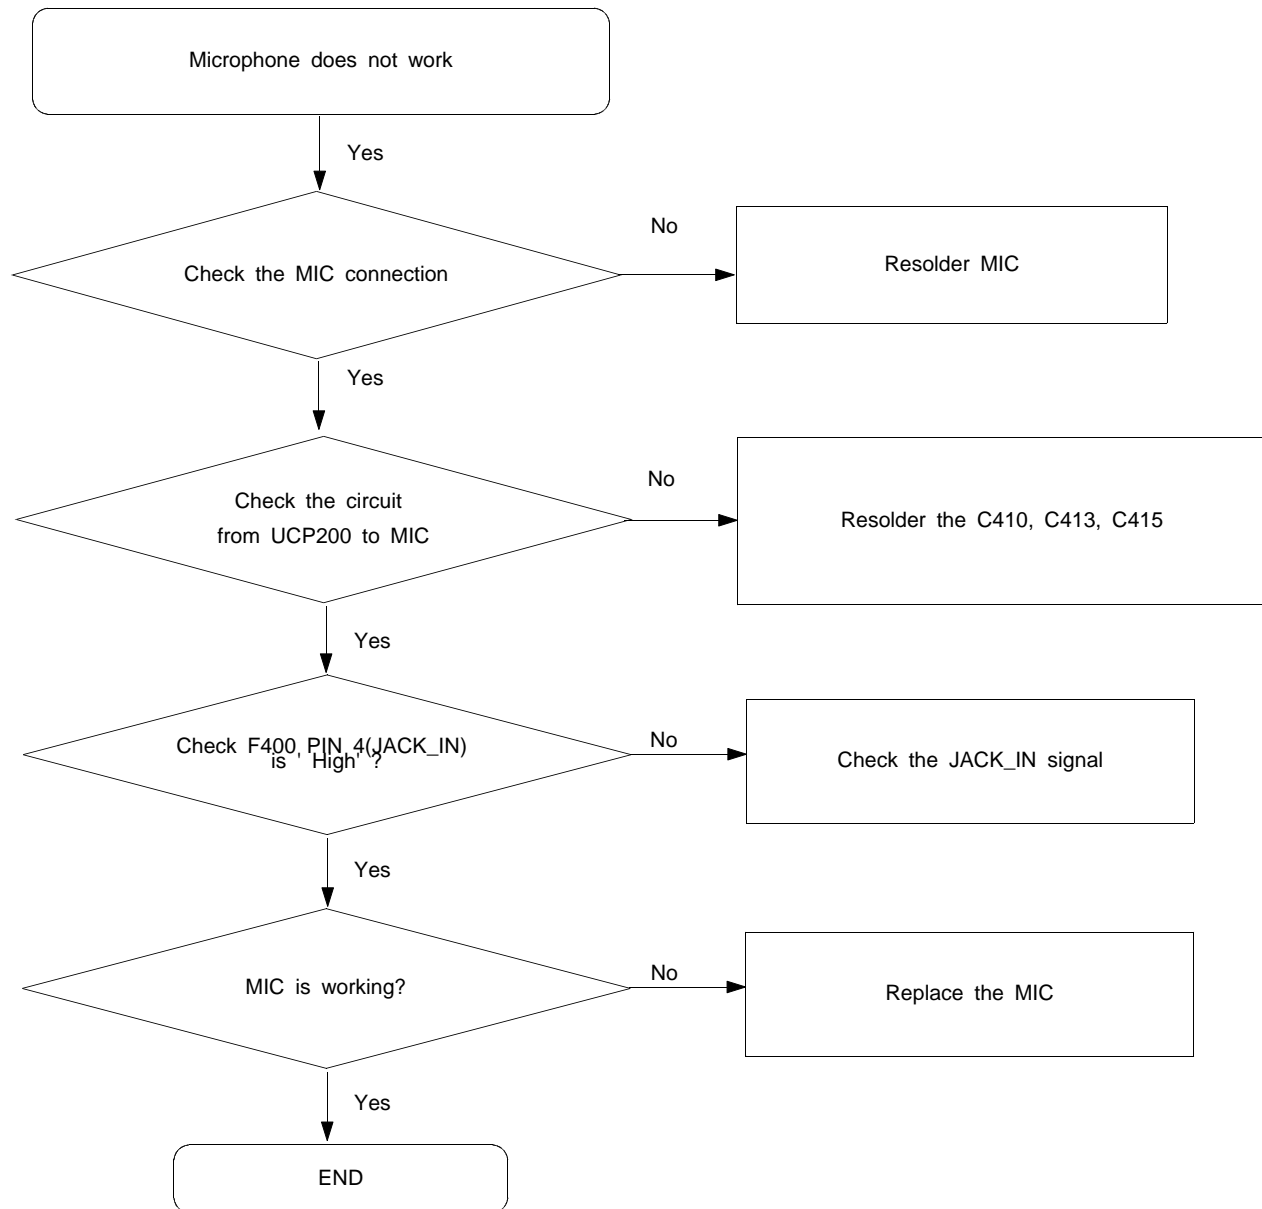 Microphone does not work
Yes
Check the MIC connection
No
Resolder MIC
Yes
Check the circuit
from UCP200 to MIC
No
Resolder the C410, C413, C415
Yes
Check F400 PIN 4(JACK_IN)
is ' High' ?
No
Check the JACK_IN signal
Yes
MIC is working?
No
Replace the MIC
Yes
END